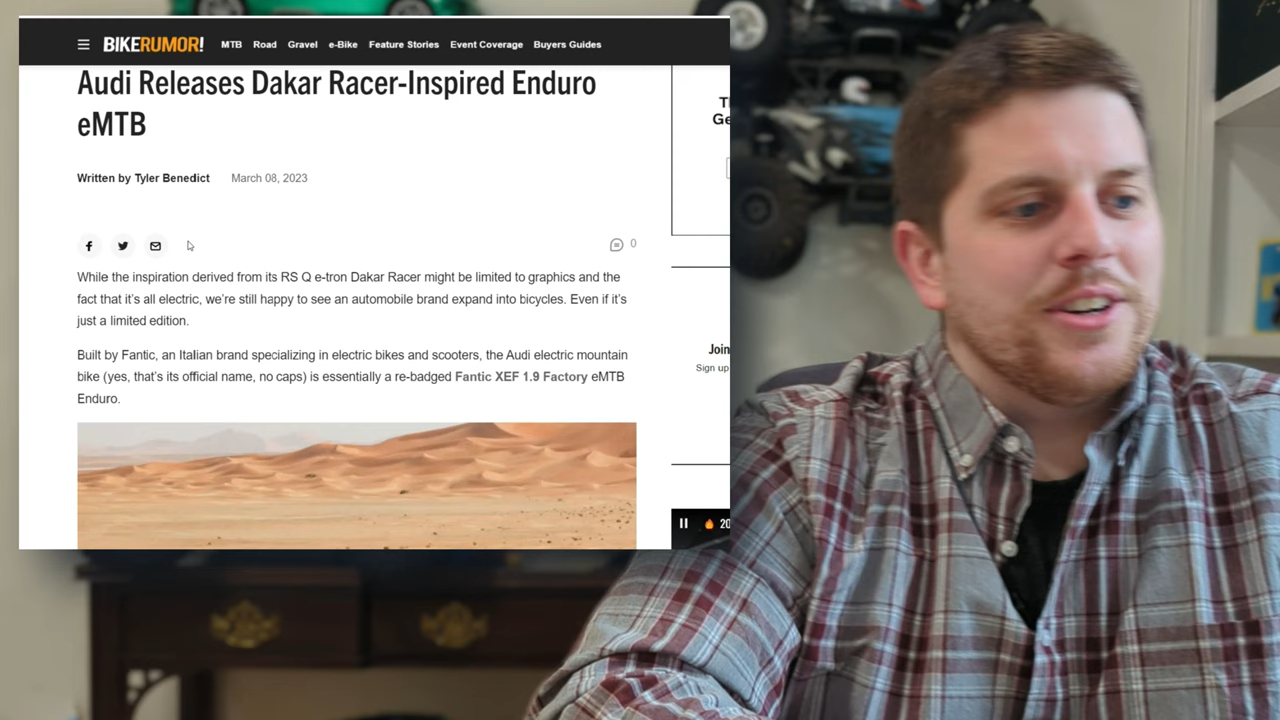 BIKERUMOR! MTB Road Gravel e-Bike Feature Stories Event Coverage Buyers Guides
Audi Releases Dakar Racer-Inspired Enduro
eMTB
Written by Tyler Benedict March 08, 2023
0
While the inspiration derived from its RS Q e-tron Dakar Racer might be limited to graphics and the
fact that it's all electric, we're still happy to see an automobile brand expand into bicycles. Even if it's
just a limited edition.
Built by Fantic, an Italian brand specializing in electric bikes and scooters, the Audi electric mountain
bike (yes, that's its official name, no caps) is essentially a re-badged Fantic XEF 1.9 Factory eMTB
Enduro.
Join
Sign up
20